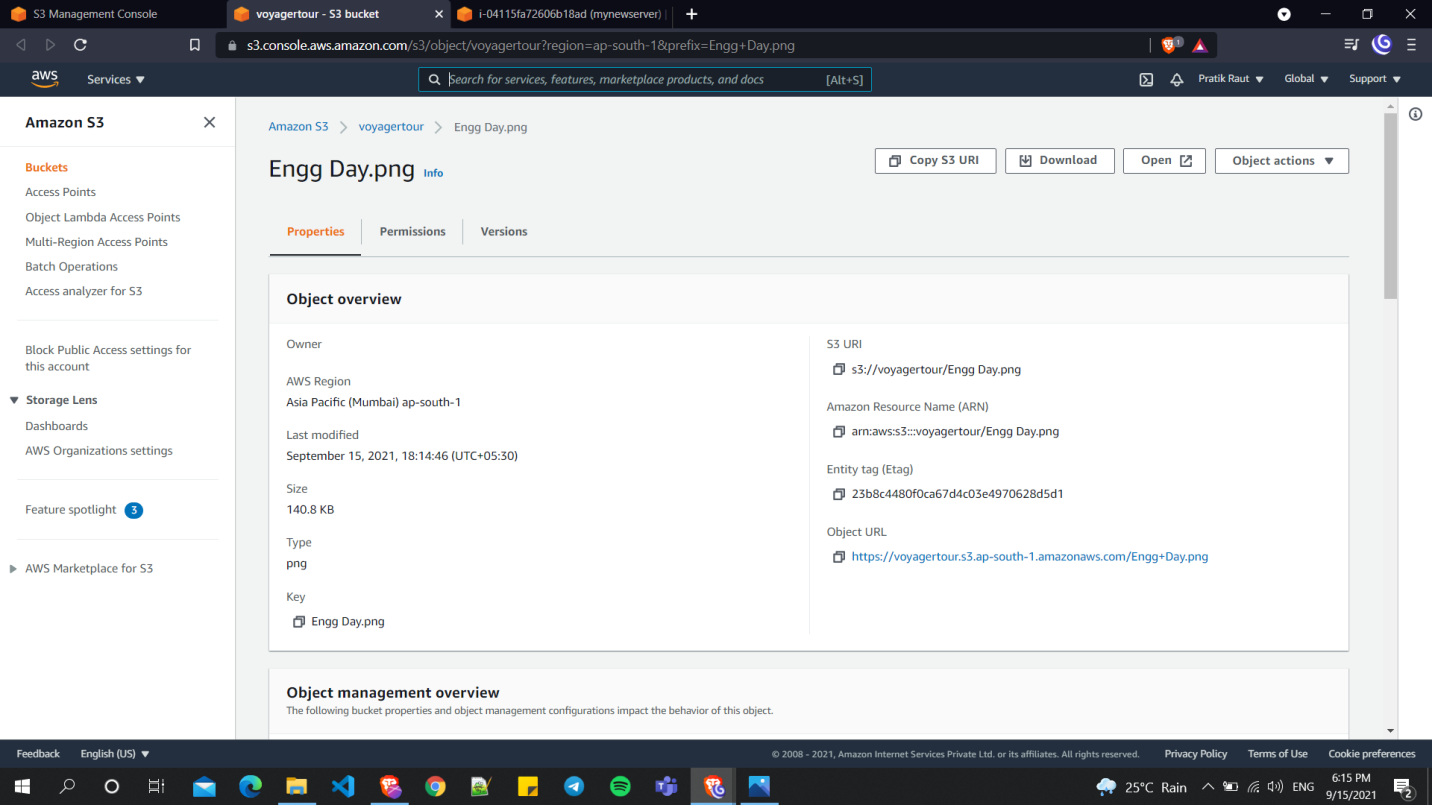 S3 Management Console
voyagertour - S3 bucket
i-04115fa72606b18ad (mynewserver)
s3.console.aws.amazon.com/s3/object/voyagertour?region=ap-south-1&prefix=Engg+Day.png
1
aws
Services
Search for services, features, marketplace products, and docs
[Alt+S]
Pratik Raut
Global
Support
Amazon S3
Buckets
Access Points
Object Lambda Access Points
Multi-Region Access Points
Batch Operations
Access analyzer for S3
Block Public Access settings for
this account
Storage Lens
Dashboards
AWS Organizations settings
Feature spotlight 3
AWS Marketplace for S3
Amazon S3
voyagertour
Engg Day.png
Engg Day.png Info
Copy S3 URI
Download
Open
Object actions
Properties
Permissions
Versions
Object overview
Owner
AWS Region
Asia Pacific (Mumbai) ap-south-1
Last modified
September 15, 2021, 18:14:46 (UTC+05:30)
Size
140.8 KB
Type
png
Key
Engg Day.png
S3 URI
s3://voyagertour/Engg Day.png
Amazon Resource Name (ARN)
arn:aws:s3:::voyagertour/Engg Day.png
Entity tag (Etag)
23b8c4480f0ca67d4c03e4970628d5d1
Object URL
https://voyagertour.s3.ap-south-1.amazonaws.com/Engg+Day.png
Object management overview
The following bucket properties and object management configurations impact the behavior of this object.
Feedback
English (US)
© 2008 - 2021, Amazon Internet Services Private Ltd. or its affiliates. All rights reserved.
Privacy Policy
Terms of Use
Cookie preferences
25°C Rain
ENG
6:15 PM
9/15/2021
2